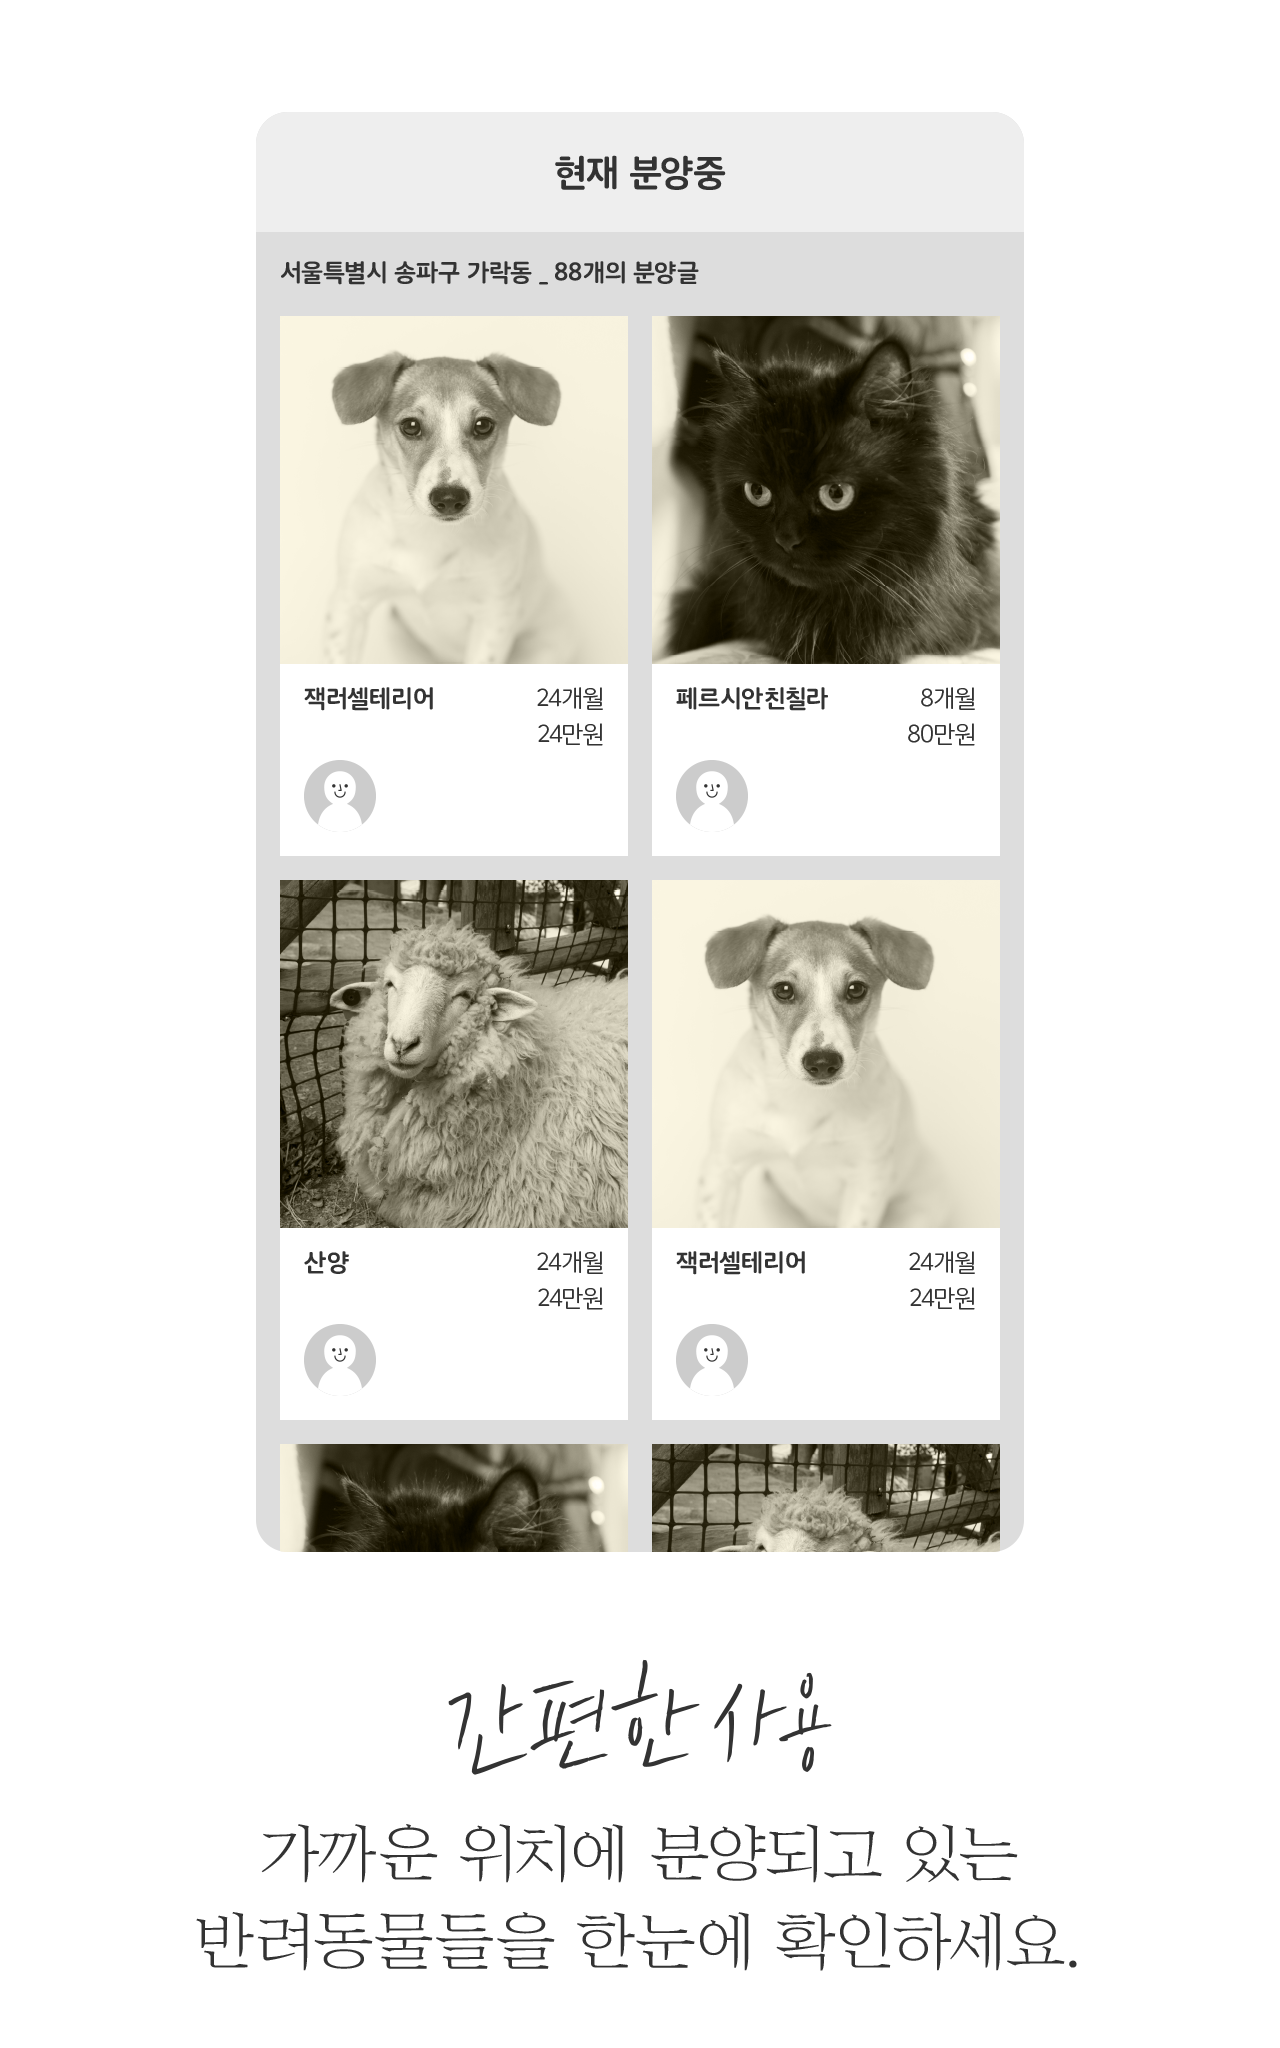 현재 분양중
서울특별시 송파구 가락동 _ 88개의 분양글
잭러셀테리어 24개월
24만원
페르시안친칠라 8개월
80만원
산양 24개월
24만원
잭러셀테리어 24개월
24만원
간편한 사용
가까운 위치에 분양되고 있는
반려동물들을 한눈에 확인하세요.